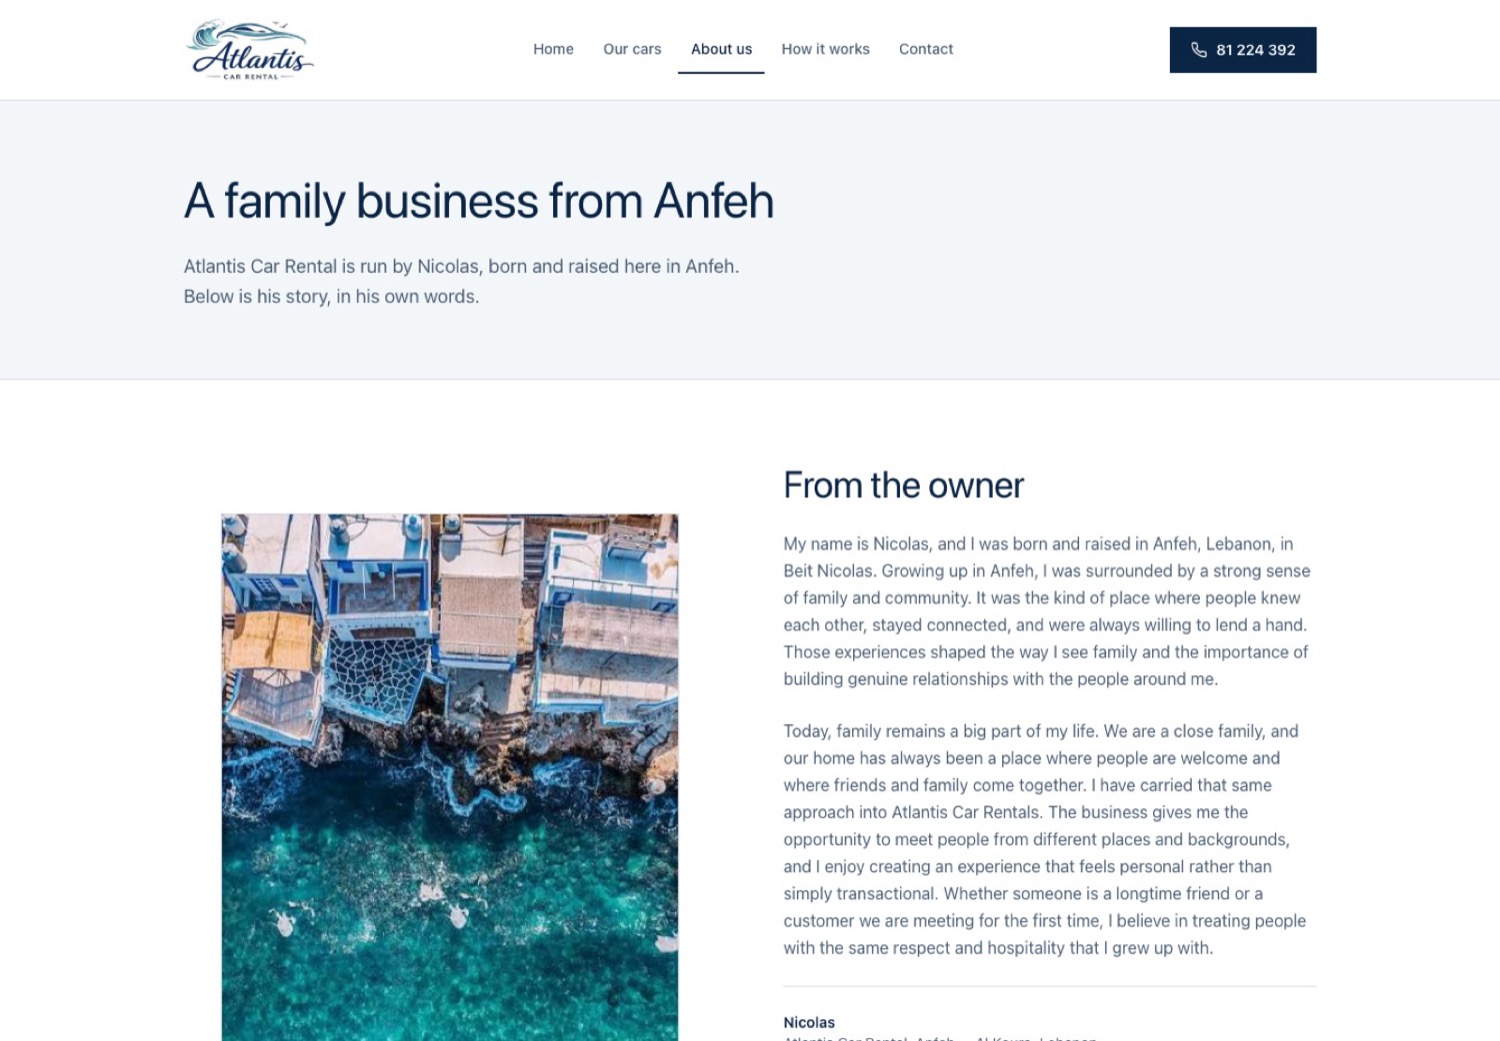 Atlantis
CAR RENTAL
Home
Our cars
About us
How it works
Contact
81 224 392
A family business from Anfeh
Atlantis Car Rental is run by Nicolas, born and raised here in Anfeh.
Below is his story, in his own words.
From the owner
My name is Nicolas, and I was born and raised in Anfeh, Lebanon, in
Beit Nicolas. Growing up in Anfeh, I was surrounded by a strong sense
of family and community. It was the kind of place where people knew
each other, stayed connected, and were always willing to lend a hand.
Those experiences shaped the way I see family and the importance of
building genuine relationships with the people around me.
Today, family remains a big part of my life. We are a close family, and
our home has always been a place where people are welcome and
where friends and family come together. I have carried that same
approach into Atlantis Car Rentals. The business gives me the
opportunity to meet people from different places and backgrounds,
and I enjoy creating an experience that feels personal rather than
simply transactional. Whether someone is a longtime friend or a
customer we are meeting for the first time, I believe in treating people
with the same respect and hospitality that I grew up with.
Nicolas